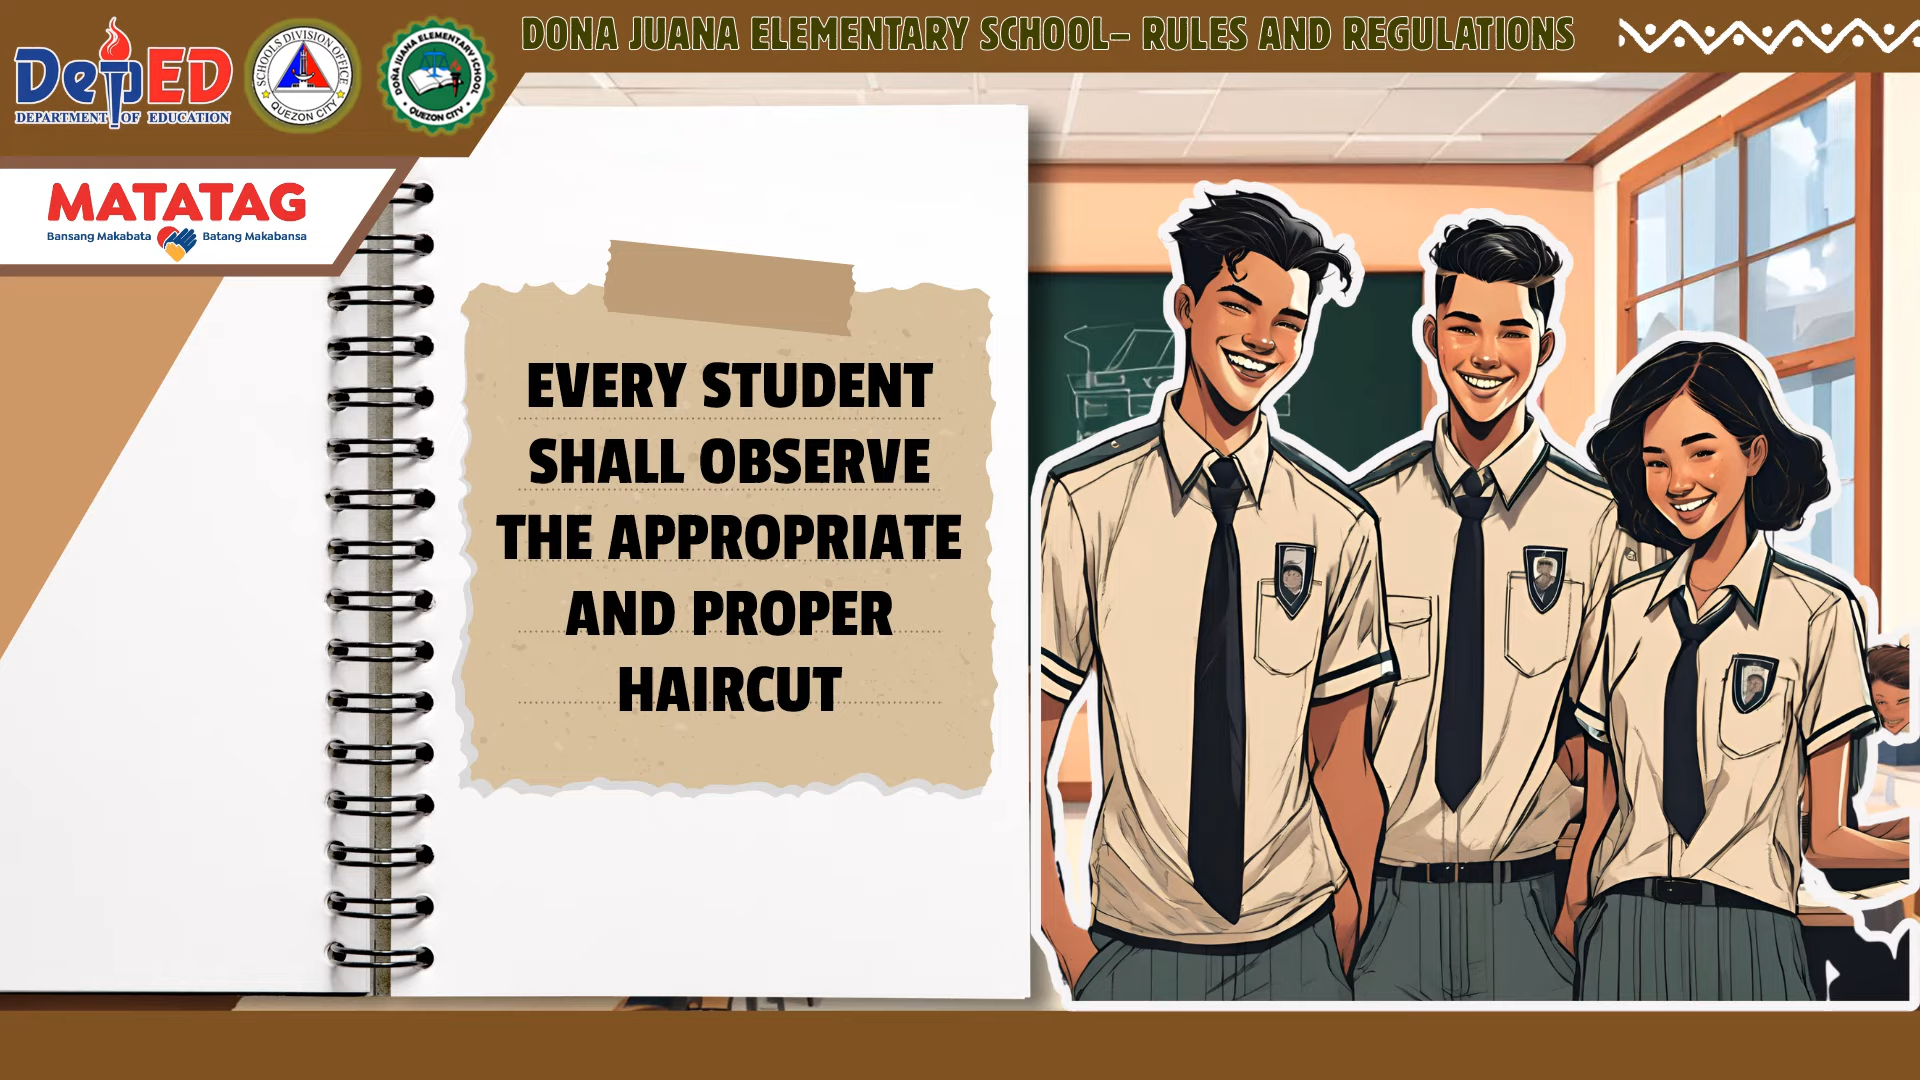 DONA JUANA ELEMENTARY SCHOOL– RULES AND REGULATIONS
DepED
DEPARTMENT OF EDUCATION
SCHOOLS DIVISION OFFICE
QUEZON CITY
DOÑA JUANA ELEMENTARY SCHOOL
QUEZON CITY
MATATAG
Bansang Makabata Batang Makabansa
EVERY STUDENT
SHALL OBSERVE
THE APPROPRIATE
AND PROPER
HAIRCUT